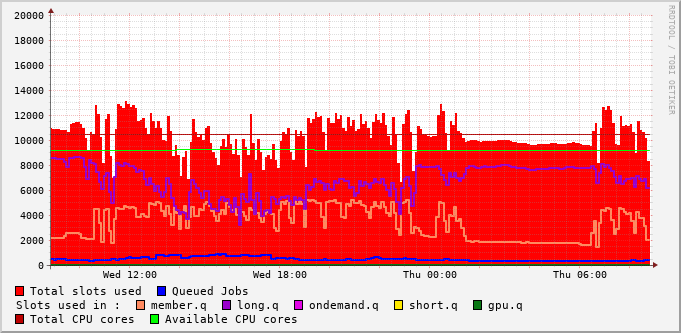 RRDTOOL / TOBI OETIKER
20000
18000
16000
14000
12000
10000
8000
6000
4000
2000
0
Wed 12:00 Wed 18:00 Thu 00:00 Thu 06:00
Total slots used Queued Jobs
Slots used in : member.q long.q ondemand.q short.q gpu.q
Total CPU cores Available CPU cores